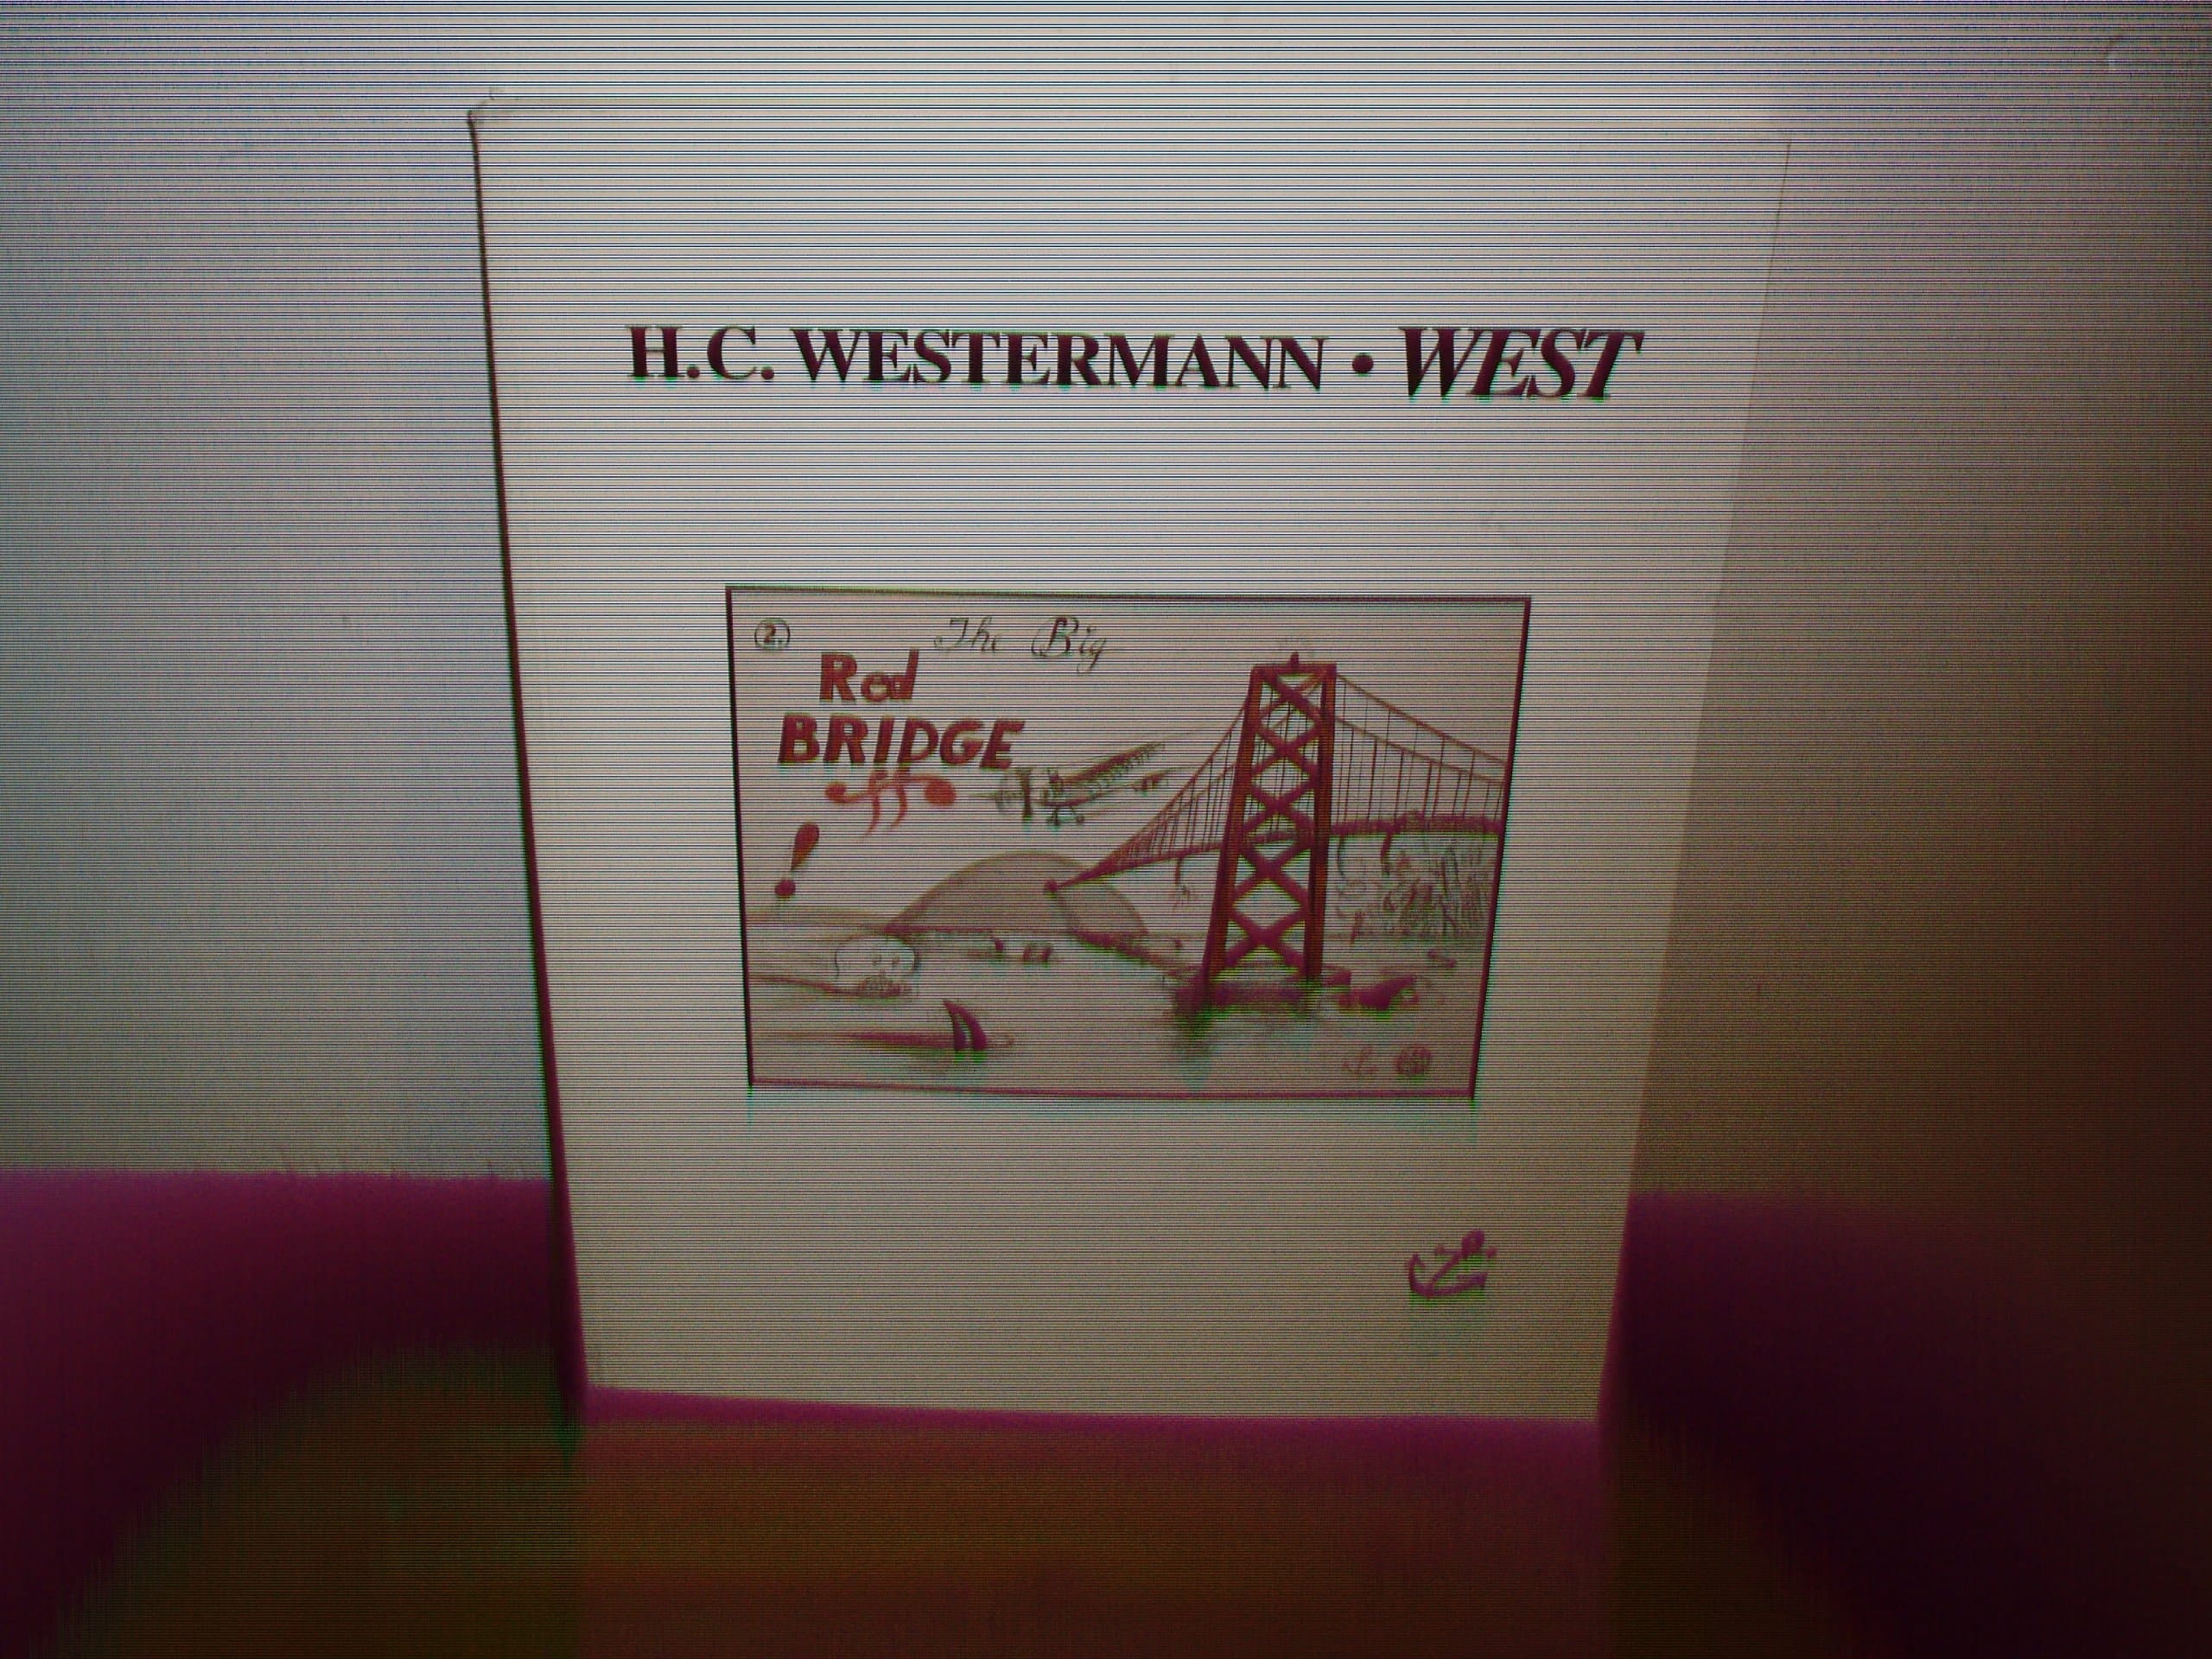 H.C. WESTERMANN • WEST
2.
The Big
Red
BRIDGE
!